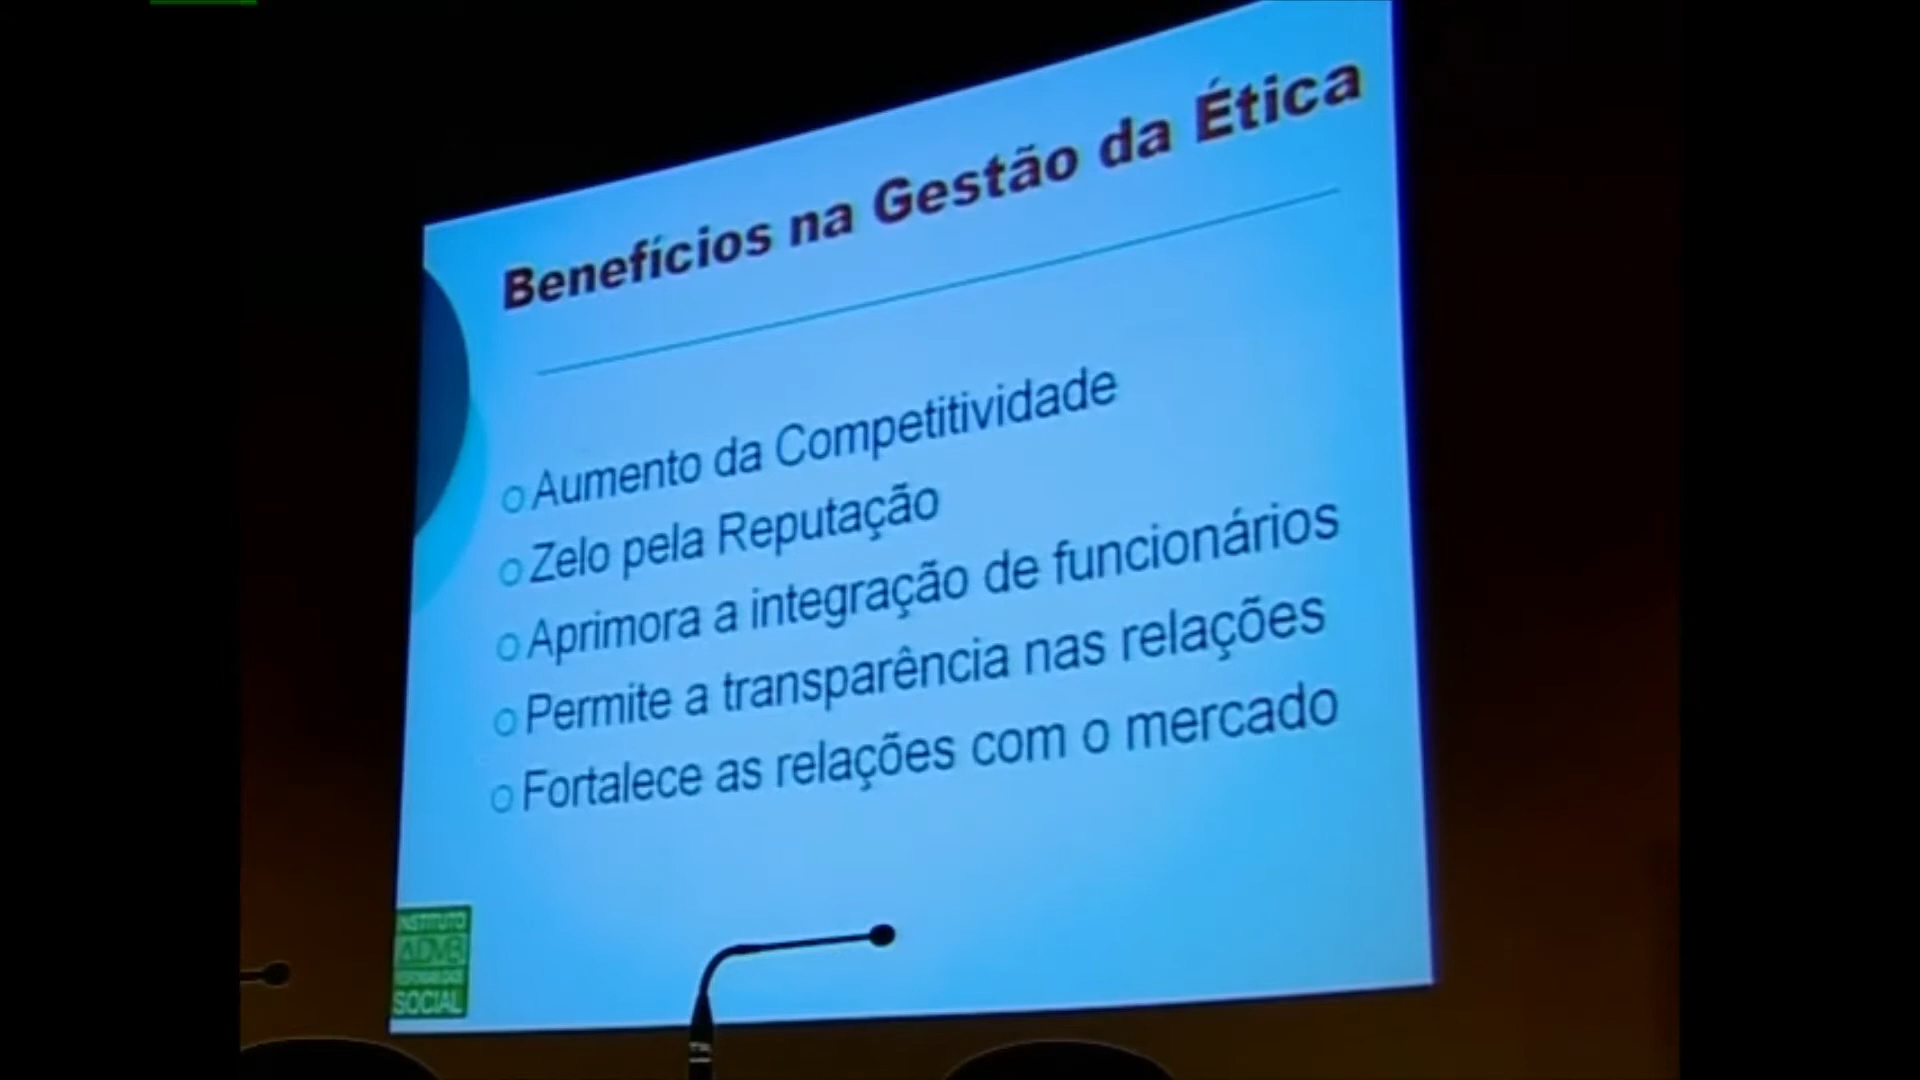 Benefícios na Gestão da Ética
Aumento da Competitividade
Zelo pela Reputação
Aprimora a integração de funcionários
Permite a transparência nas relações
Fortalece as relações com o mercado
INSTITUTO
ADVB
SOCIAL